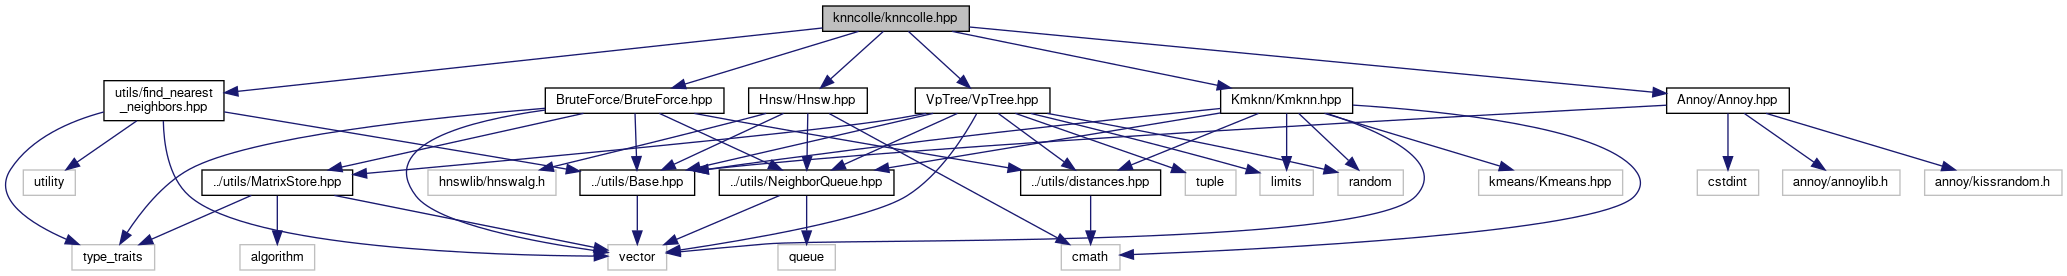 knncolle/knncolle.hpp
utils/find_nearest
_neighbors.hpp
BruteForce/BruteForce.hpp
Hnsw/Hnsw.hpp
VpTree/VpTree.hpp
Kmknn/Kmknn.hpp
Annoy/Annoy.hpp
utility
../utils/MatrixStore.hpp
hnswlib/hnswalg.h
../utils/Base.hpp
../utils/NeighborQueue.hpp
../utils/distances.hpp
tuple
limits
random
kmeans/Kmeans.hpp
cstdint
annoy/annoylib.h
annoy/kissrandom.h
type_traits
algorithm
vector
queue
cmath